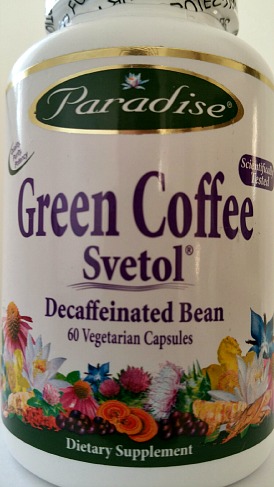 Paradise®
Scientifically
Tested
Green Coffee
Svetol®
Decaffeinated Bean
60 Vegetarian Capsules
Dietary Supplement